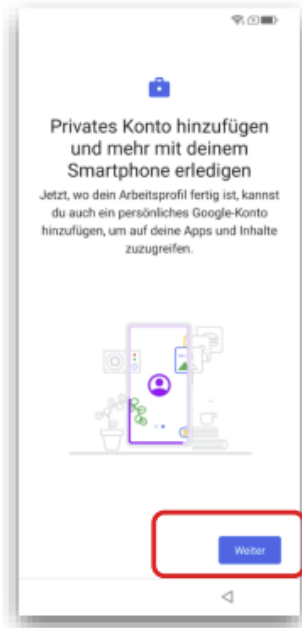 Privates Konto hinzufügen
und mehr mit deinem
Smartphone erledigen
Jetzt, wo dein Arbeitsprofil fertig ist, kannst
du auch ein persönliches Google-Konto
hinzufügen, um auf deine Apps und Inhalte
zuzugreifen.
Weiter